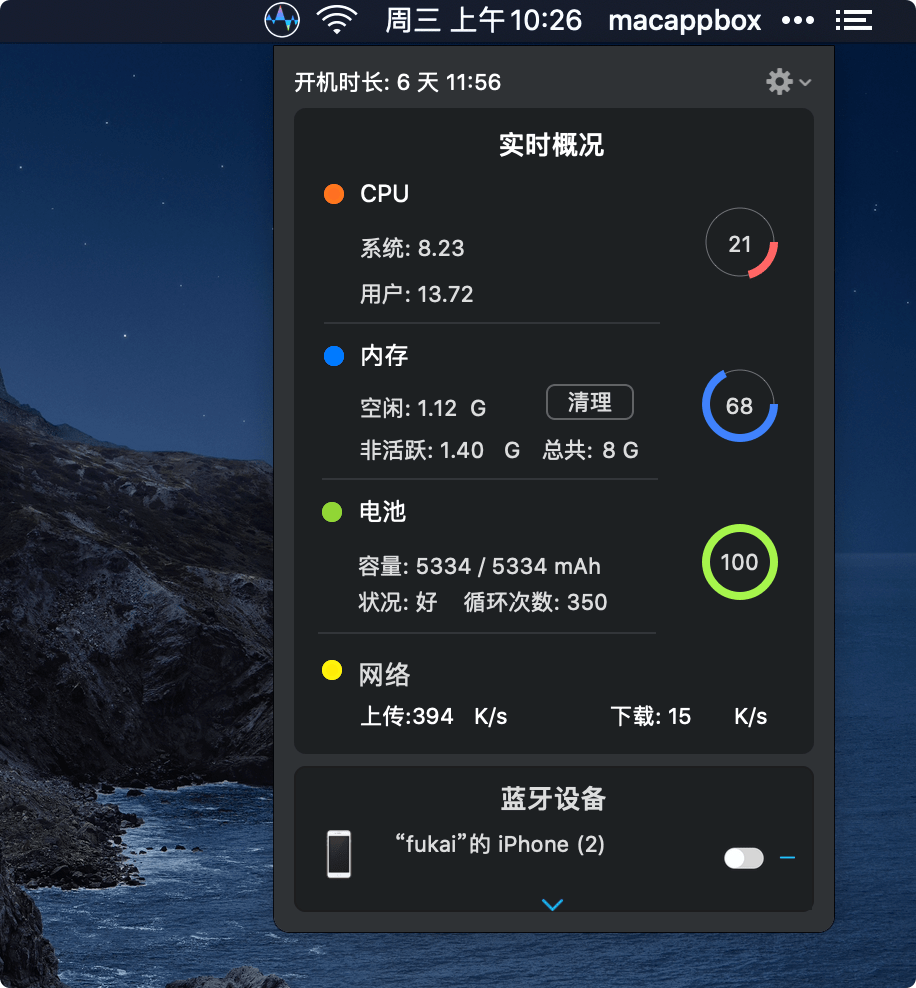 周三 上午10:26 macappbox
开机时长: 6 天 11:56
实时概况
CPU
系统: 8.23
21
用户: 13.72
内存
空闲: 1.12 G 清理
68
非活跃: 1.40 G 总共: 8 G
电池
容量: 5334 / 5334 mAh
100
状况: 好 循环次数: 350
网络
上传:394 K/s 下载: 15 K/s
蓝牙设备
“fukai”的 iPhone (2)